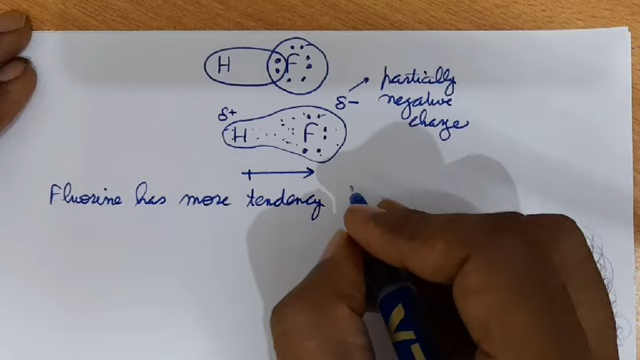 H F
δ-
partially
negative
charge
δ+
H F
Fluorine has more tendency